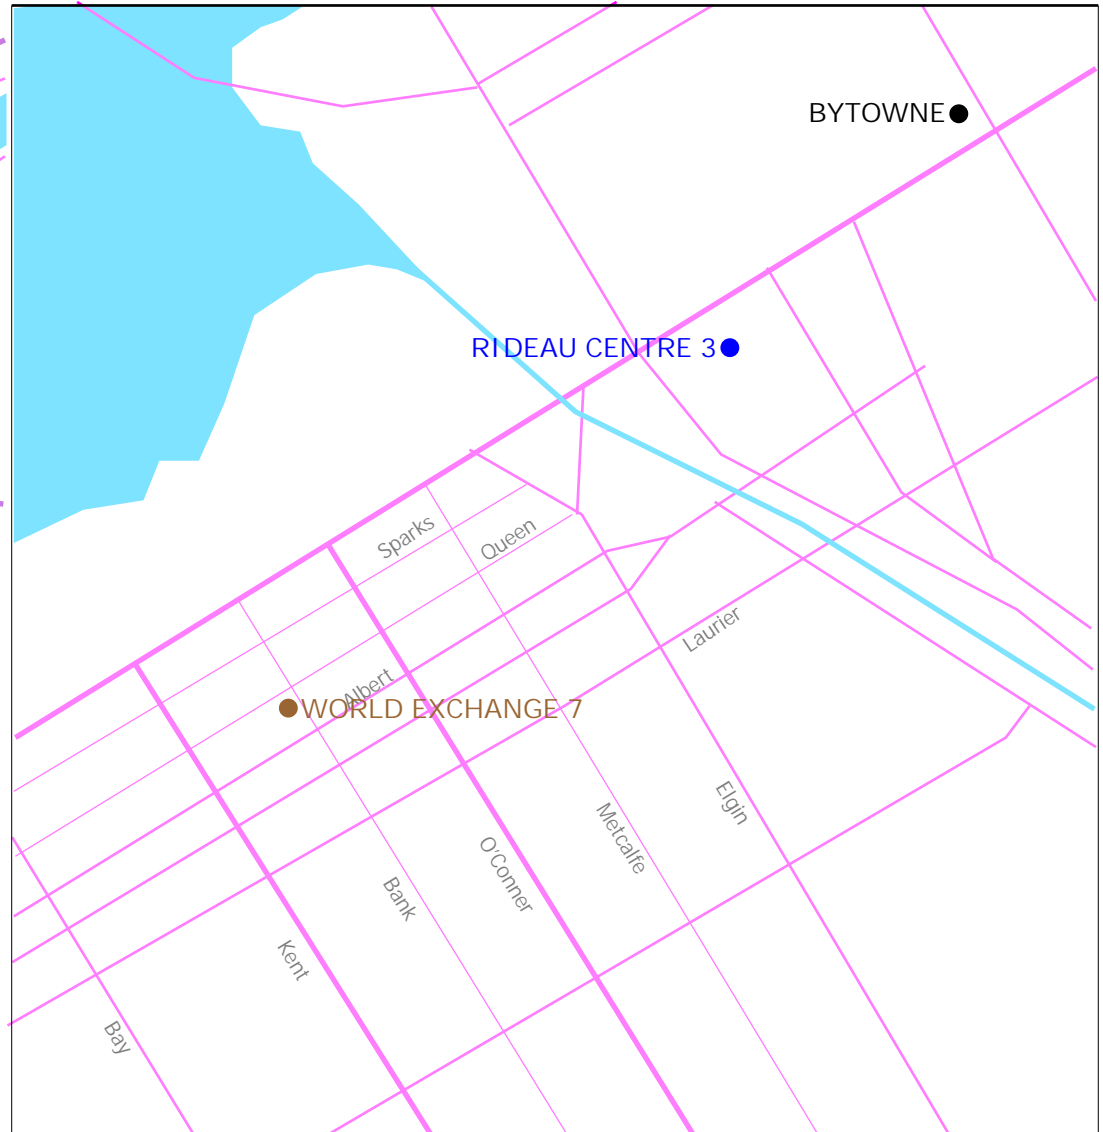 BYTOWNE
RIDEAU CENTRE 3
Sparks
Queen
Laurier
Albert
WORLD EXCHANGE 7
Elgin
Metcalfe
O'Conner
Bank
Kent
Bay